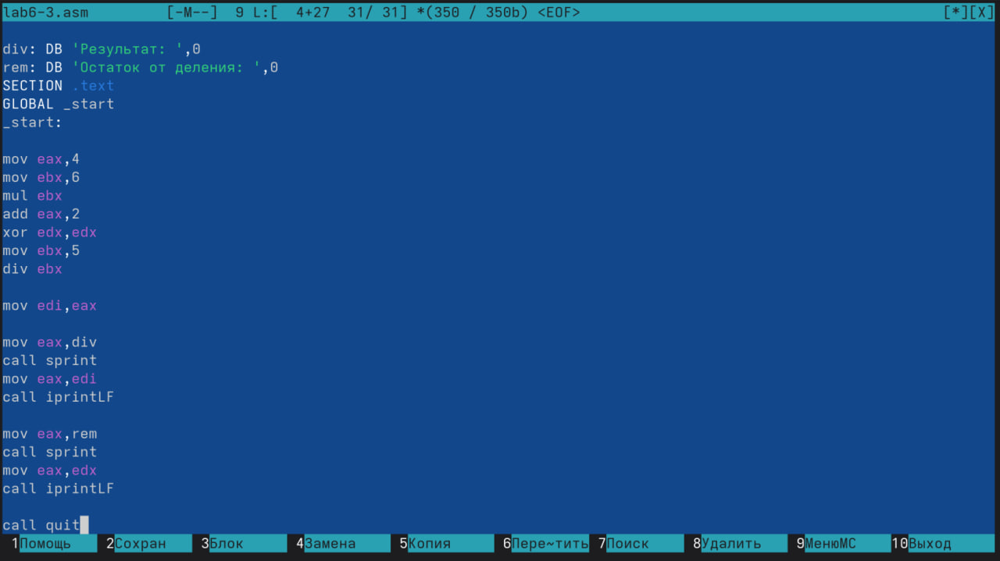 lab6-3.asm [-M--] 9 L:[ 4+27 31/ 31] *(350 / 350b) <EOF> [*][X]
div: DB 'Результат: ',0
rem: DB 'Остаток от деления: ',0
SECTION .text
GLOBAL _start
_start:
mov eax,4
mov ebx,6
mul ebx
add eax,2
xor edx,edx
mov ebx,5
div ebx
mov edi,eax
mov eax,div
call sprint
mov eax,edi
call iprintLF
mov eax,rem
call sprint
mov eax,edx
call iprintLF
call quit
1Помощь 2Сохран 3Блок 4Замена 5Копия 6Пере~тить 7Поиск 8Удалить 9МенюМС 10Выход